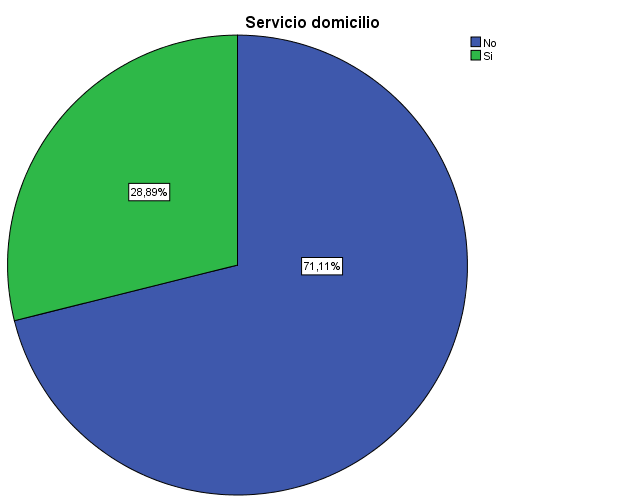 Servicio domicilio
No
Si
28,89%
71,11%